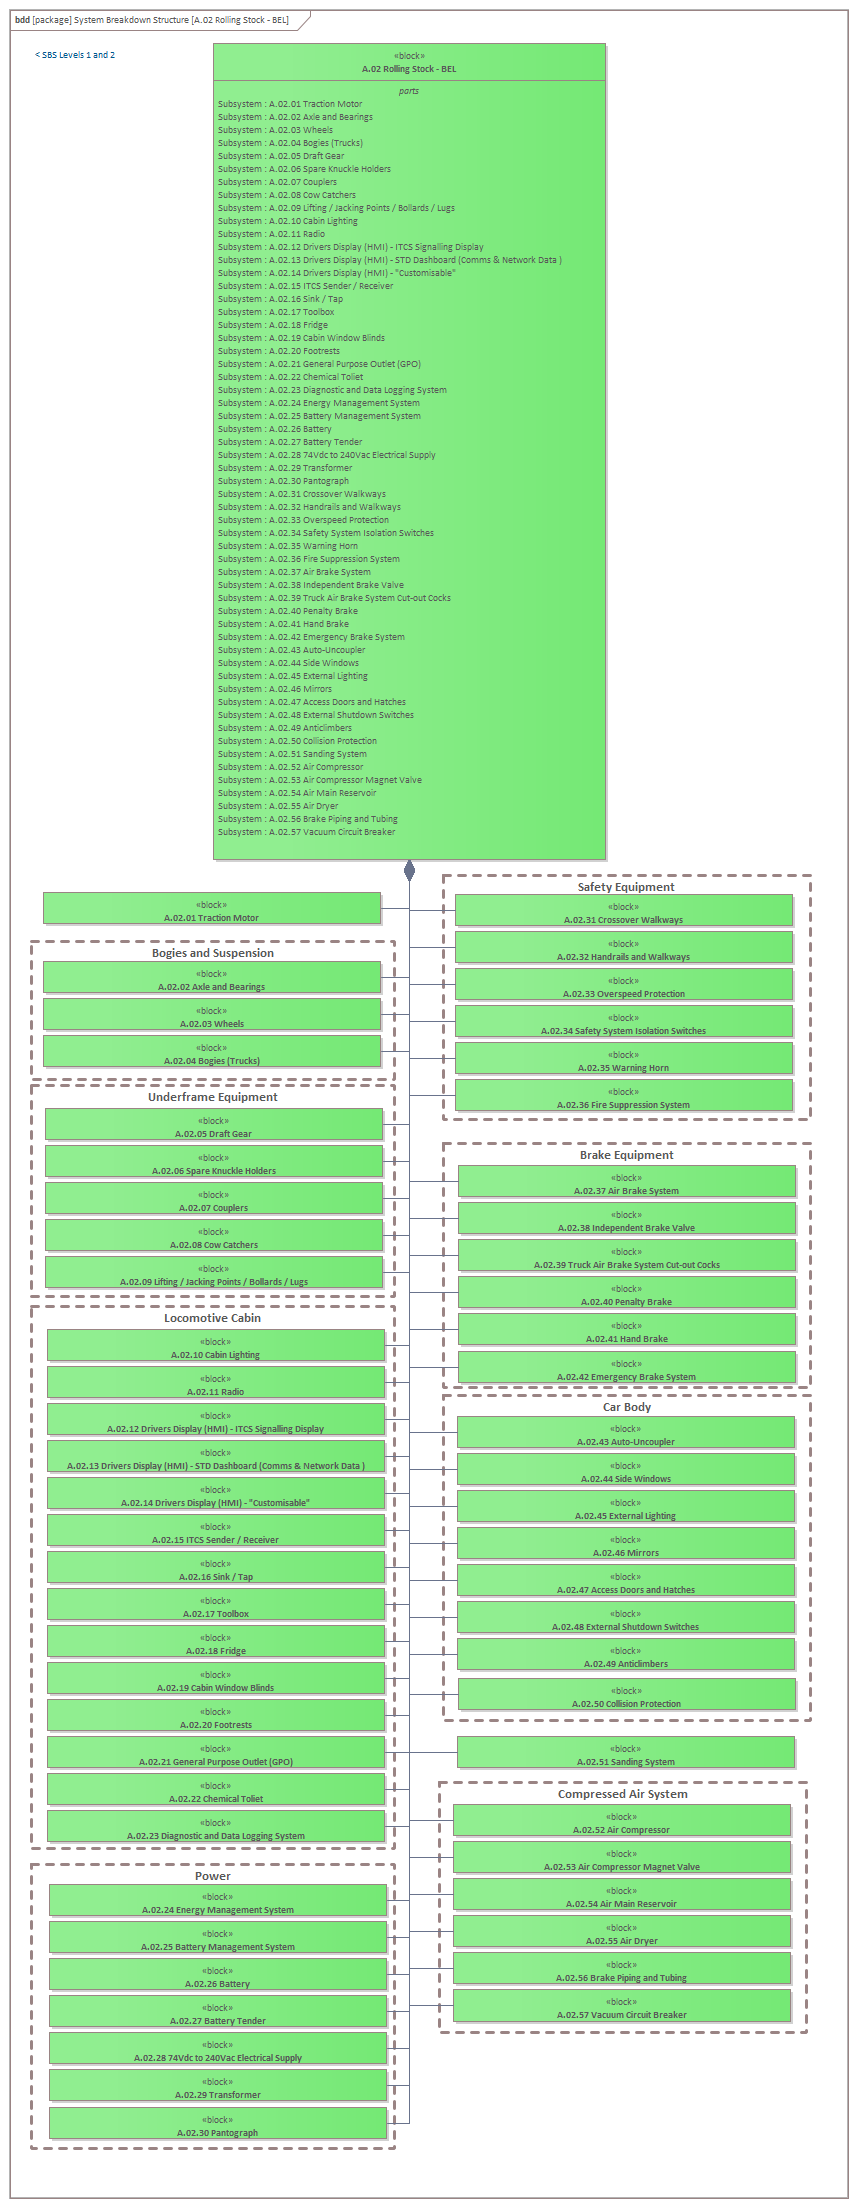 bdd [package] System Breakdown Structure [A.02 Rolling Stock - BEL]
< SBS Levels 1 and 2
«block»
A.02 Rolling Stock - BEL
parts
Subsystem : A.02.01 Traction Motor
Subsystem : A.02.02 Axle and Bearings
Subsystem : A.02.03 Wheels
Subsystem : A.02.04 Bogies (Trucks)
Subsystem : A.02.05 Draft Gear
Subsystem : A.02.06 Spare Knuckle Holders
Subsystem : A.02.07 Couplers
Subsystem : A.02.08 Cow Catchers
Subsystem : A.02.09 Lifting / Jacking Points / Bollards / Lugs
Subsystem : A.02.10 Cabin Lighting
Subsystem : A.02.11 Radio
Subsystem : A.02.12 Drivers Display (HMI) - ITCS Signalling Display
Subsystem : A.02.13 Drivers Display (HMI) - STD Dashboard (Comms & Network Data )
Subsystem : A.02.14 Drivers Display (HMI) - "Customisable"
Subsystem : A.02.15 ITCS Sender / Receiver
Subsystem : A.02.16 Sink / Tap
Subsystem : A.02.17 Toolbox
Subsystem : A.02.18 Fridge
Subsystem : A.02.19 Cabin Window Blinds
Subsystem : A.02.20 Footrests
Subsystem : A.02.21 General Purpose Outlet (GPO)
Subsystem : A.02.22 Chemical Toliet
Subsystem : A.02.23 Diagnostic and Data Logging System
Subsystem : A.02.24 Energy Management System
Subsystem : A.02.25 Battery Management System
Subsystem : A.02.26 Battery
Subsystem : A.02.27 Battery Tender
Subsystem : A.02.28 74Vdc to 240Vac Electrical Supply
Subsystem : A.02.29 Transformer
Subsystem : A.02.30 Pantograph
Subsystem : A.02.31 Crossover Walkways
Subsystem : A.02.32 Handrails and Walkways
Subsystem : A.02.33 Overspeed Protection
Subsystem : A.02.34 Safety System Isolation Switches
Subsystem : A.02.35 Warning Horn
Subsystem : A.02.36 Fire Suppression System
Subsystem : A.02.37 Air Brake System
Subsystem : A.02.38 Independent Brake Valve
Subsystem : A.02.39 Truck Air Brake System Cut-out Cocks
Subsystem : A.02.40 Penalty Brake
Subsystem : A.02.41 Hand Brake
Subsystem : A.02.42 Emergency Brake System
Subsystem : A.02.43 Auto-Uncoupler
Subsystem : A.02.44 Side Windows
Subsystem : A.02.45 External Lighting
Subsystem : A.02.46 Mirrors
Subsystem : A.02.47 Access Doors and Hatches
Subsystem : A.02.48 External Shutdown Switches
Subsystem : A.02.49 Anticlimbers
Subsystem : A.02.50 Collision Protection
Subsystem : A.02.51 Sanding System
Subsystem : A.02.52 Air Compressor
Subsystem : A.02.53 Air Compressor Magnet Valve
Subsystem : A.02.54 Air Main Reservoir
Subsystem : A.02.55 Air Dryer
Subsystem : A.02.56 Brake Piping and Tubing
Subsystem : A.02.57 Vacuum Circuit Breaker
«block»
A.02.01 Traction Motor
Bogies and Suspension
«block»
A.02.02 Axle and Bearings
«block»
A.02.03 Wheels
«block»
A.02.04 Bogies (Trucks)
Underframe Equipment
«block»
A.02.05 Draft Gear
«block»
A.02.06 Spare Knuckle Holders
«block»
A.02.07 Couplers
«block»
A.02.08 Cow Catchers
«block»
A.02.09 Lifting / Jacking Points / Bollards / Lugs
Locomotive Cabin
«block»
A.02.10 Cabin Lighting
«block»
A.02.11 Radio
«block»
A.02.12 Drivers Display (HMI) - ITCS Signalling Display
«block»
A.02.13 Drivers Display (HMI) - STD Dashboard (Comms & Network Data )
«block»
A.02.14 Drivers Display (HMI) - "Customisable"
«block»
A.02.15 ITCS Sender / Receiver
«block»
A.02.16 Sink / Tap
«block»
A.02.17 Toolbox
«block»
A.02.18 Fridge
«block»
A.02.19 Cabin Window Blinds
«block»
A.02.20 Footrests
«block»
A.02.21 General Purpose Outlet (GPO)
«block»
A.02.22 Chemical Toliet
«block»
A.02.23 Diagnostic and Data Logging System
Power
«block»
A.02.24 Energy Management System
«block»
A.02.25 Battery Management System
«block»
A.02.26 Battery
«block»
A.02.27 Battery Tender
«block»
A.02.28 74Vdc to 240Vac Electrical Supply
«block»
A.02.29 Transformer
«block»
A.02.30 Pantograph
Safety Equipment
«block»
A.02.31 Crossover Walkways
«block»
A.02.32 Handrails and Walkways
«block»
A.02.33 Overspeed Protection
«block»
A.02.34 Safety System Isolation Switches
«block»
A.02.35 Warning Horn
«block»
A.02.36 Fire Suppression System
Brake Equipment
«block»
A.02.37 Air Brake System
«block»
A.02.38 Independent Brake Valve
«block»
A.02.39 Truck Air Brake System Cut-out Cocks
«block»
A.02.40 Penalty Brake
«block»
A.02.41 Hand Brake
«block»
A.02.42 Emergency Brake System
Car Body
«block»
A.02.43 Auto-Uncoupler
«block»
A.02.44 Side Windows
«block»
A.02.45 External Lighting
«block»
A.02.46 Mirrors
«block»
A.02.47 Access Doors and Hatches
«block»
A.02.48 External Shutdown Switches
«block»
A.02.49 Anticlimbers
«block»
A.02.50 Collision Protection
«block»
A.02.51 Sanding System
Compressed Air System
«block»
A.02.52 Air Compressor
«block»
A.02.53 Air Compressor Magnet Valve
«block»
A.02.54 Air Main Reservoir
«block»
A.02.55 Air Dryer
«block»
A.02.56 Brake Piping and Tubing
«block»
A.02.57 Vacuum Circuit Breaker